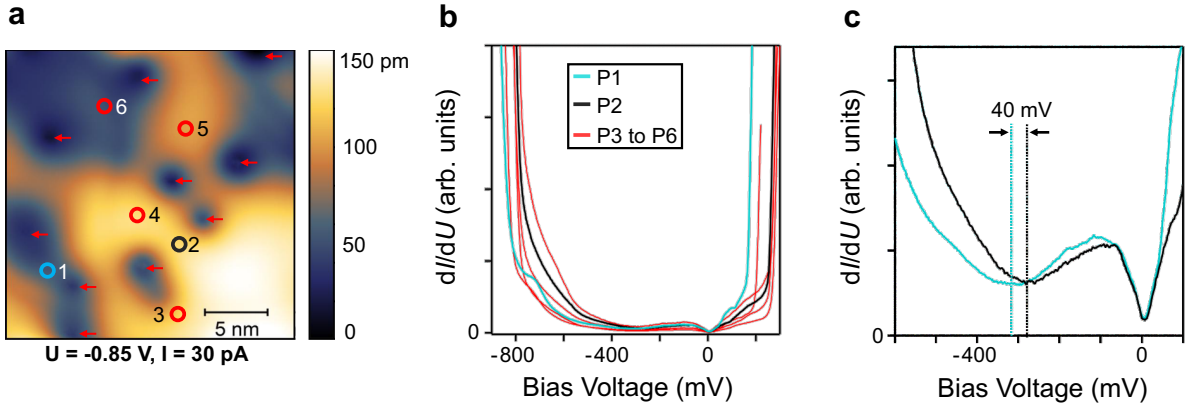 a
150 pm
100
50
0
6
5
4
2
1
3
5 nm
U = -0.85 V, I = 30 pA
b
dI/dU (arb. units)
P1
P2
P3 to P6
0
-800
-400
0
Bias Voltage (mV)
c
dI/dU (arb. units)
40 mV
0
-400
0
Bias Voltage (mV)